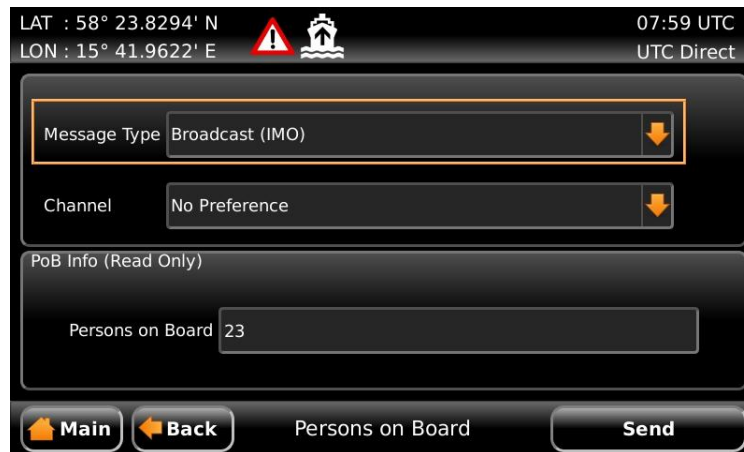 LAT : 58° 23.8294' N
07:59 UTC
LON : 15° 41.9622' E
UTC Direct
Message Type Broadcast (IMO)
Channel No Preference
PoB Info (Read Only)
Persons on Board 23
Main Back Persons on Board Send